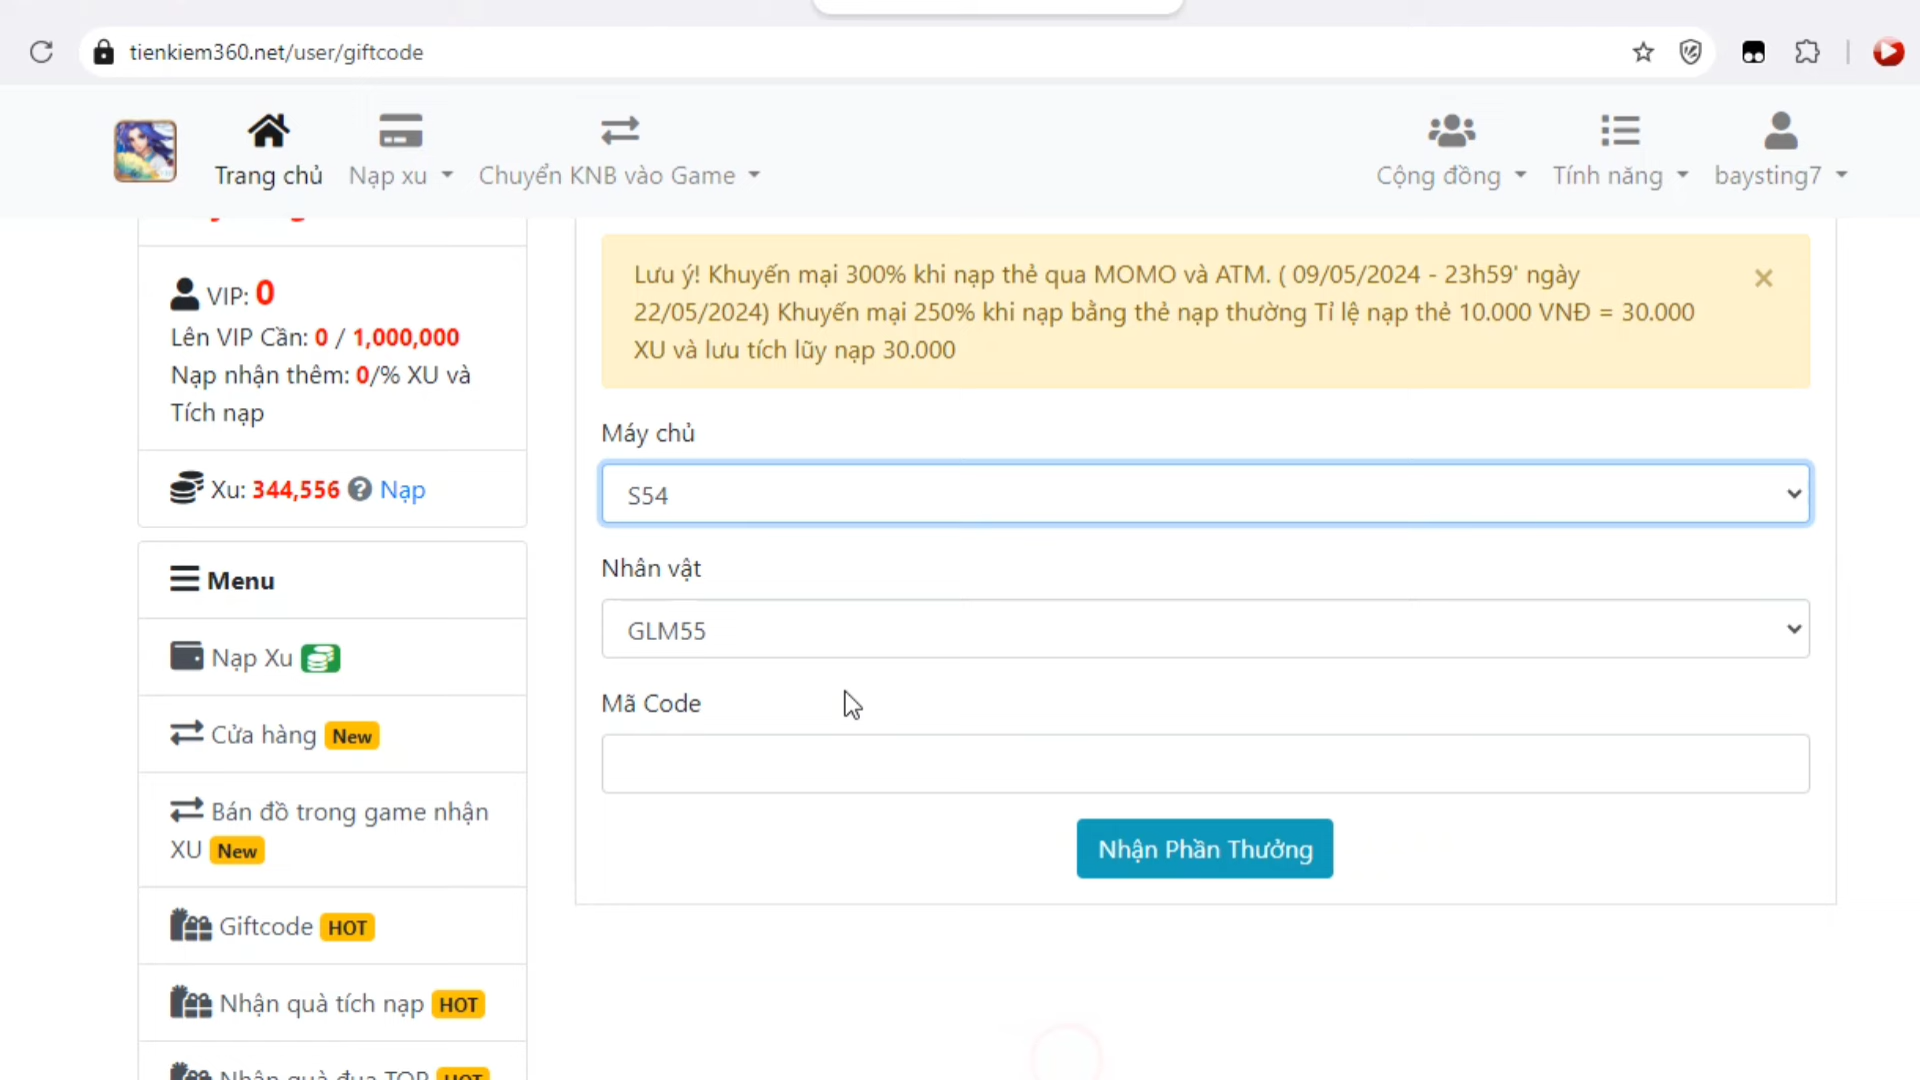 tienkiem360.net/user/giftcode
Trang chủ
Nạp xu
Chuyển KNB vào Game
Cộng đồng
Tính năng
baysting7
VIP: 0
Lên VIP Cần: 0 / 1,000,000
Nạp nhận thêm: 0/% XU và
Tích nạp
Xu: 344,556 ? Nạp
Menu
Nạp Xu
Cửa hàng New
Bán đồ trong game nhận
XU New
Giftcode HOT
Nhận quà tích nạp HOT
Nhận quà đua TOP HOT
Lưu ý! Khuyến mại 300% khi nạp thẻ qua MOMO và ATM. ( 09/05/2024 - 23h59' ngày
22/05/2024) Khuyến mại 250% khi nạp bằng thẻ nạp thường Tỉ lệ nạp thẻ 10.000 VNĐ = 30.000
XU và lưu tích lũy nạp 30.000
×
Máy chủ
S54
Nhân vật
GLM55
Mã Code
Nhận Phần Thưởng